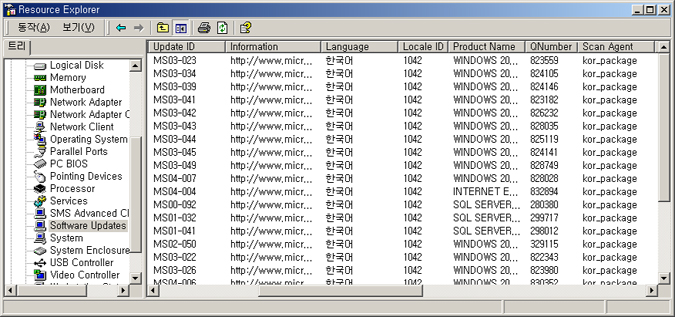 Resource Explorer
동작(A) 보기(V)
트리
Logical Disk
Memory
Motherboard
Network Adapter
Network Adapter C
Network Client
Operating System
Parallel Ports
PC BIOS
Pointing Devices
Processor
Services
SMS Advanced Cl
Software Updates
System
System Enclosure
USB Controller
Video Controller
Update ID Information Language Locale ID Product Name QNumber Scan Agent
MS03-023 http://www,micr... 한국어 1042 WINDOWS 20... 823559 kor_package
MS03-034 http://www,micr... 한국어 1042 WINDOWS 20... 824105 kor_package
MS03-039 http://www,micr... 한국어 1042 WINDOWS 20... 824146 kor_package
MS03-041 http://www,micr... 한국어 1042 WINDOWS 20... 823182 kor_package
MS03-042 http://www,micr... 한국어 1042 WINDOWS 20... 826232 kor_package
MS03-043 http://www,micr... 한국어 1042 WINDOWS 20... 828035 kor_package
MS03-044 http://www,micr... 한국어 1042 WINDOWS 20... 825119 kor_package
MS03-045 http://www,micr... 한국어 1042 WINDOWS 20... 824141 kor_package
MS03-049 http://www,micr... 한국어 1042 WINDOWS 20... 828749 kor_package
MS04-007 http://www,micr... 한국어 1042 WINDOWS 20... 828028 kor_package
MS04-004 http://www,micr... 한국어 1042 INTERNET E... 832894 kor_package
MS00-092 http://www,micr... 한국어 1042 SQL SERVER... 280380 kor_package
MS01-032 http://www,micr... 한국어 1042 SQL SERVER... 299717 kor_package
MS01-041 http://www,micr... 한국어 1042 SQL SERVER... 298012 kor_package
MS02-050 http://www,micr... 한국어 1042 WINDOWS 20... 329115 kor_package
MS03-022 http://www,micr... 한국어 1042 WINDOWS 20... 822343 kor_package
MS03-026 http://www,micr... 한국어 1042 WINDOWS 20... 823980 kor_package
MS04-006 http://www,micr... 한국어 1042 WINDOWS 20... 830352 kor_package